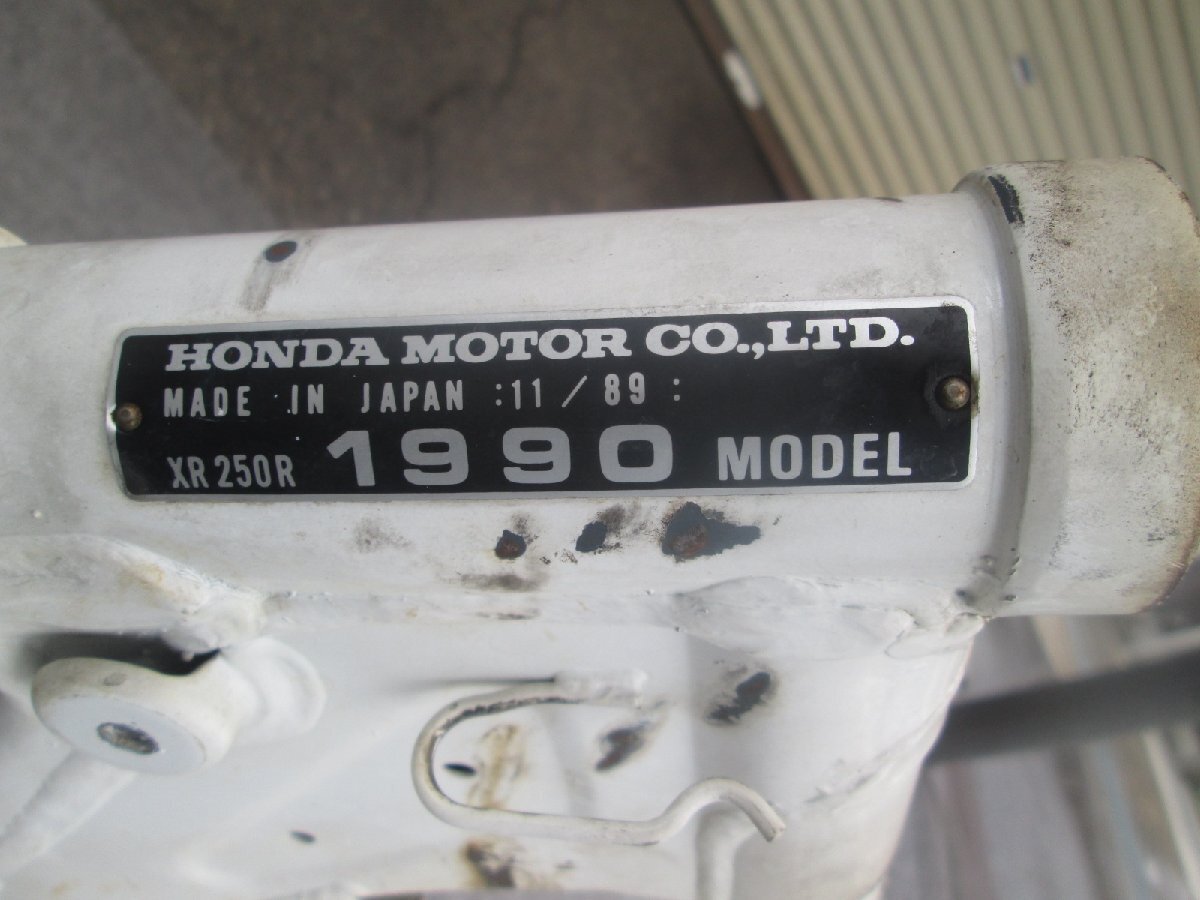 HONDA MOTOR CO.,LTD.
MADE IN JAPAN :11 / 89 :
XR250R 1990 MODEL